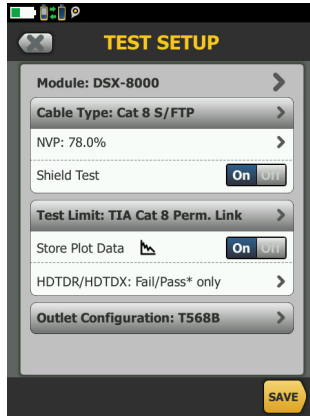 TEST SETUP
Module: DSX-8000
Cable Type: Cat 8 S/FTP
NVP: 78.0%
Shield Test On Off
Test Limit: TIA Cat 8 Perm. Link
Store Plot Data On Off
HDTDR/HDTDX: Fail/Pass* only
Outlet Configuration: T568B
SAVE